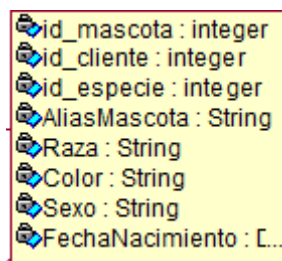 id_mascota : integer
id_cliente : integer
id_especie : integer
AliasMascota : String
Raza : String
Color : String
Sexo : String
FechaNacimiento : D...